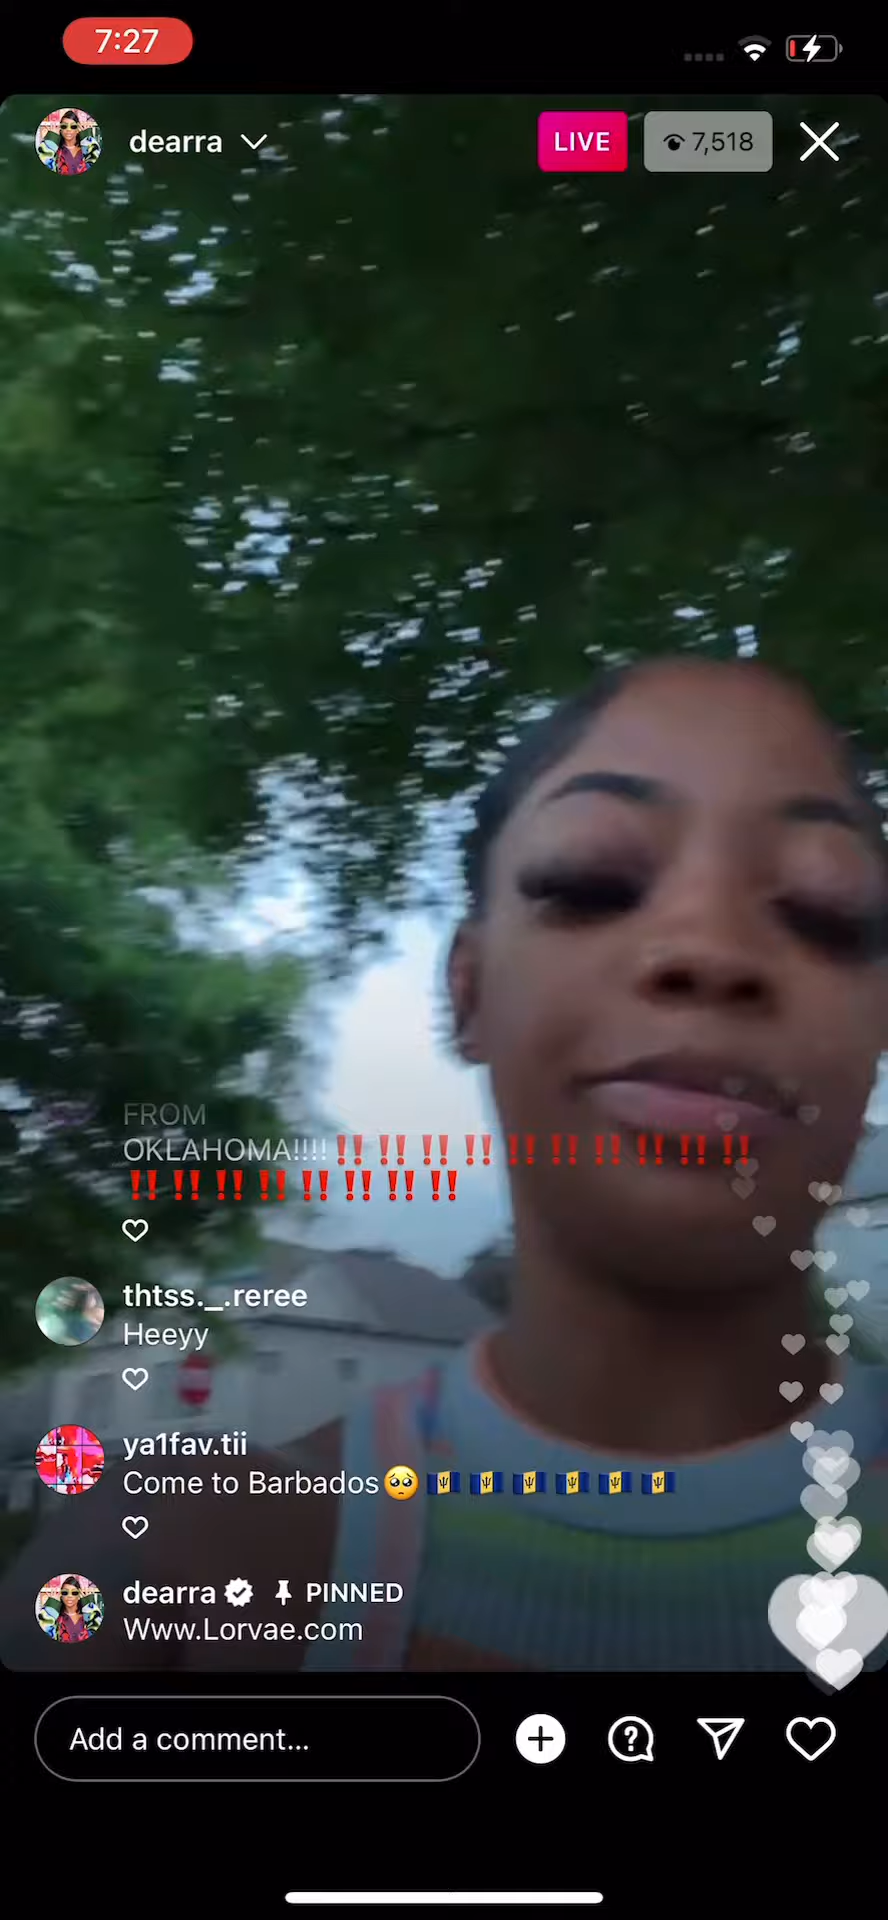 7:27
dearra
LIVE
7,518
FROM
OKLAHOMA!!!!‼️‼️‼️‼️‼️‼️‼️‼️‼️‼️
‼️‼️‼️‼️‼️‼️‼️‼️
thtss._.reree
Heeyy
ya1fav.tii
Come to Barbados🥺🇧🇧🇧🇧🇧🇧🇧🇧🇧🇧🇧🇧
dearra PINNED
Www.Lorvae.com
Add a comment...